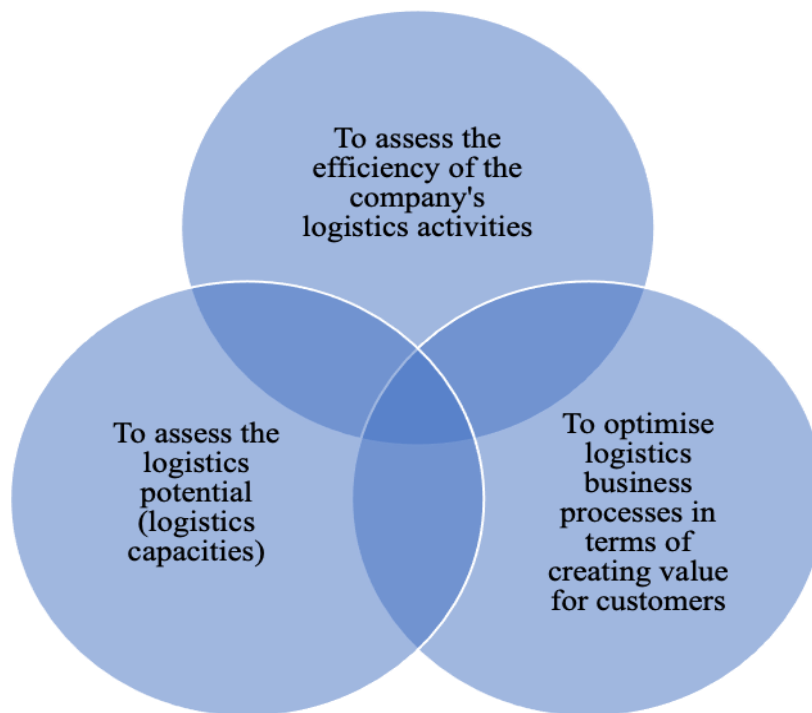 To assess the
efficiency of the
company's
logistics activities
To assess the
logistics
potential
(logistics
capacities)
To optimise
logistics
business
processes in
terms of
creating value
for customers